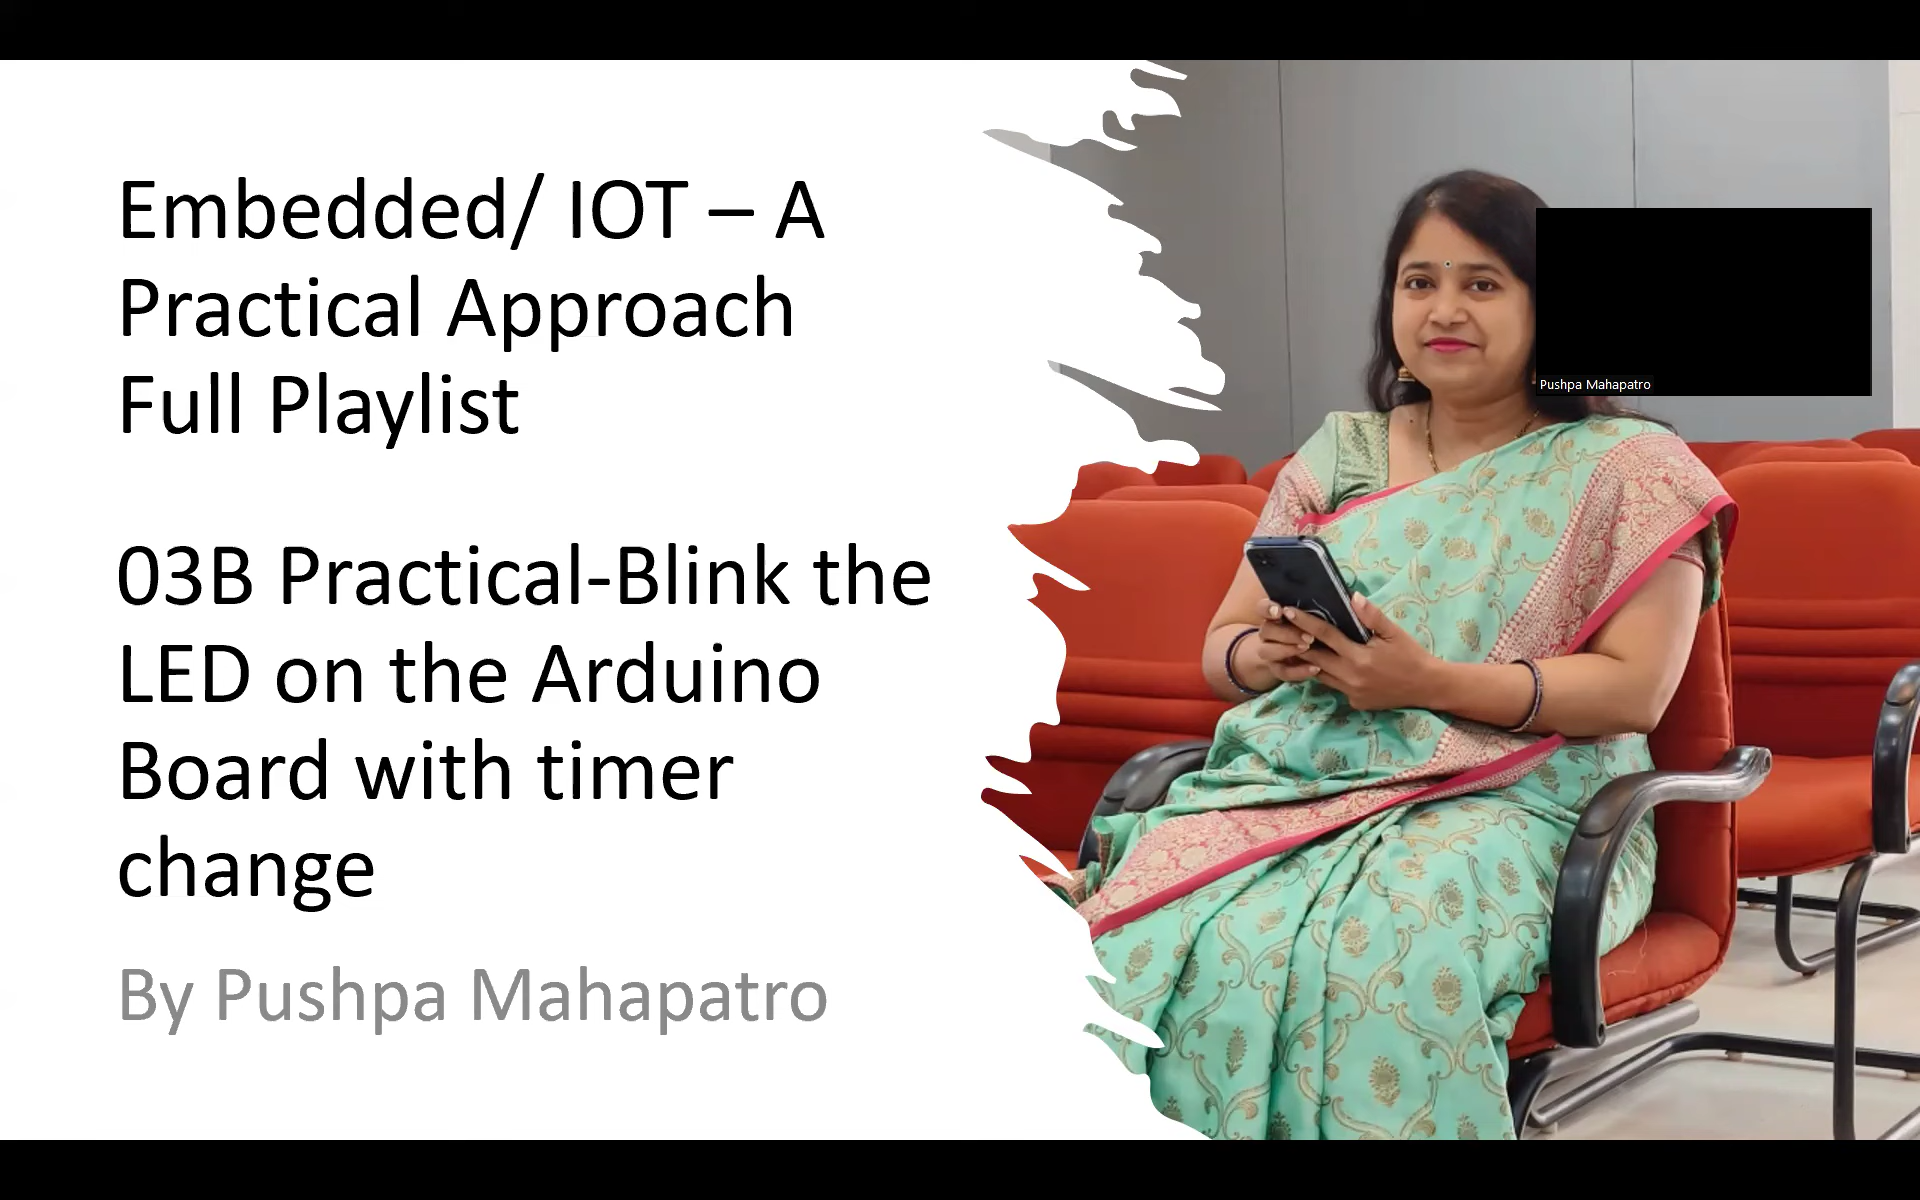 Embedded/ IOT – A
Practical Approach
Full Playlist
03B Practical-Blink the
LED on the Arduino
Board with timer
change
By Pushpa Mahapatro
Pushpa Mahapatro